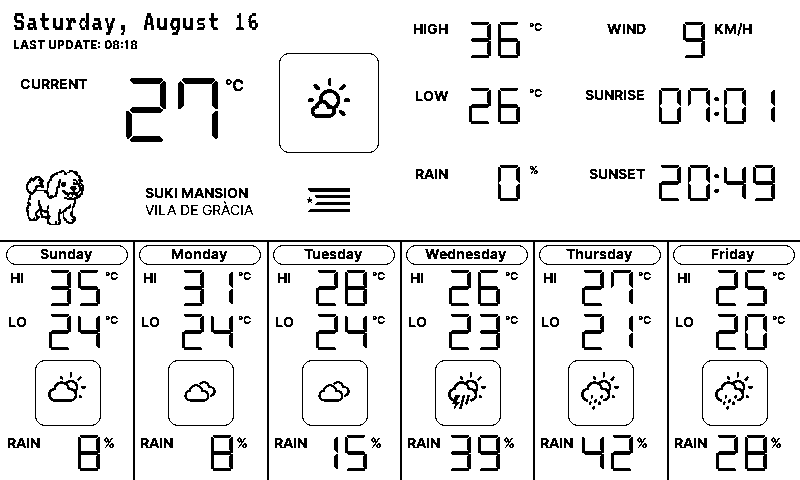 Saturday, August 16
LAST UPDATE: 08:18
CURRENT 27 °C
HIGH 36 °C
WIND 9 KM/H
LOW 26 °C
SUNRISE 07:01
RAIN 0 %
SUNSET 20:49
SUKI MANSION
VILA DE GRÀCIA
Sunday
HI 35 °C
LO 24 °C
RAIN 8 %
Monday
HI 31 °C
LO 24 °C
RAIN 8 %
Tuesday
HI 28 °C
LO 24 °C
RAIN 15 %
Wednesday
HI 26 °C
LO 23 °C
RAIN 39 %
Thursday
HI 27 °C
LO 21 °C
RAIN 42 %
Friday
HI 25 °C
LO 20 °C
RAIN 28 %